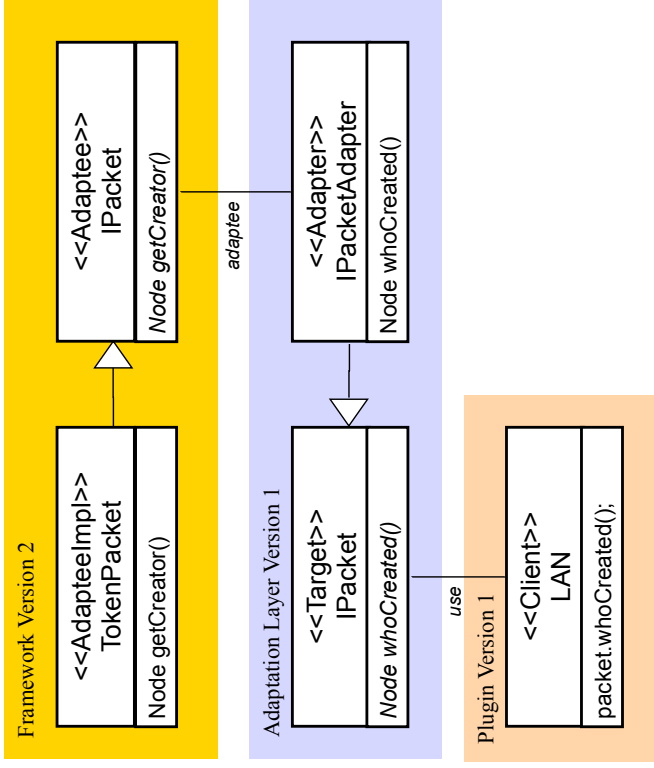 Framework Version 2
<<AdapteeImpl>>
TokenPacket
Node getCreator()
<<Adaptee>>
IPacket
Node getCreator()
adaptee
Adaptation Layer Version 1
<<Target>>
IPacket
Node whoCreated()
<<Adapter>>
IPacketAdapter
Node whoCreated()
use
Plugin Version 1
<<Client>>
LAN
packet.whoCreated();